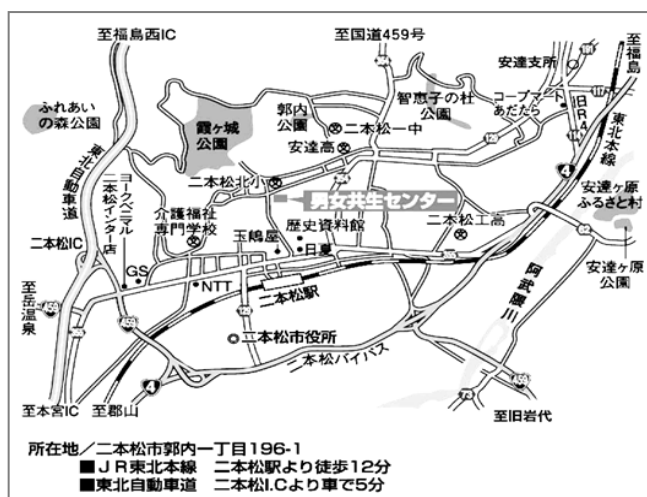 至福島西IC
至国道459号
至福島
安達支所
ふれあい
の森公園
霞ヶ城
公園
郭内
公園
智恵子の杜
公園
コープマート
あだたら
旧R4
東北本線
二本松一中
安達高
東北自動車道
ヨークベニマル
二本松インター店
二本松北小
男女共生センター
4
安達ヶ原
ふるさと村
介護福祉
専門学校
玉鶴屋
歴史資料館
日夏
二本松工高
二本松IC
GS
NTT
二本松駅
安達ヶ原
公園
阿武隈川
至岳温泉
459
459
二本松市役所
二本松バイパス
4
459
73
至本宮IC
至郡山
至旧岩代
所在地／二本松市郭内一丁目196-1
■JR東北本線 二本松駅より徒歩12分
■東北自動車道 二本松I.Cより車で5分